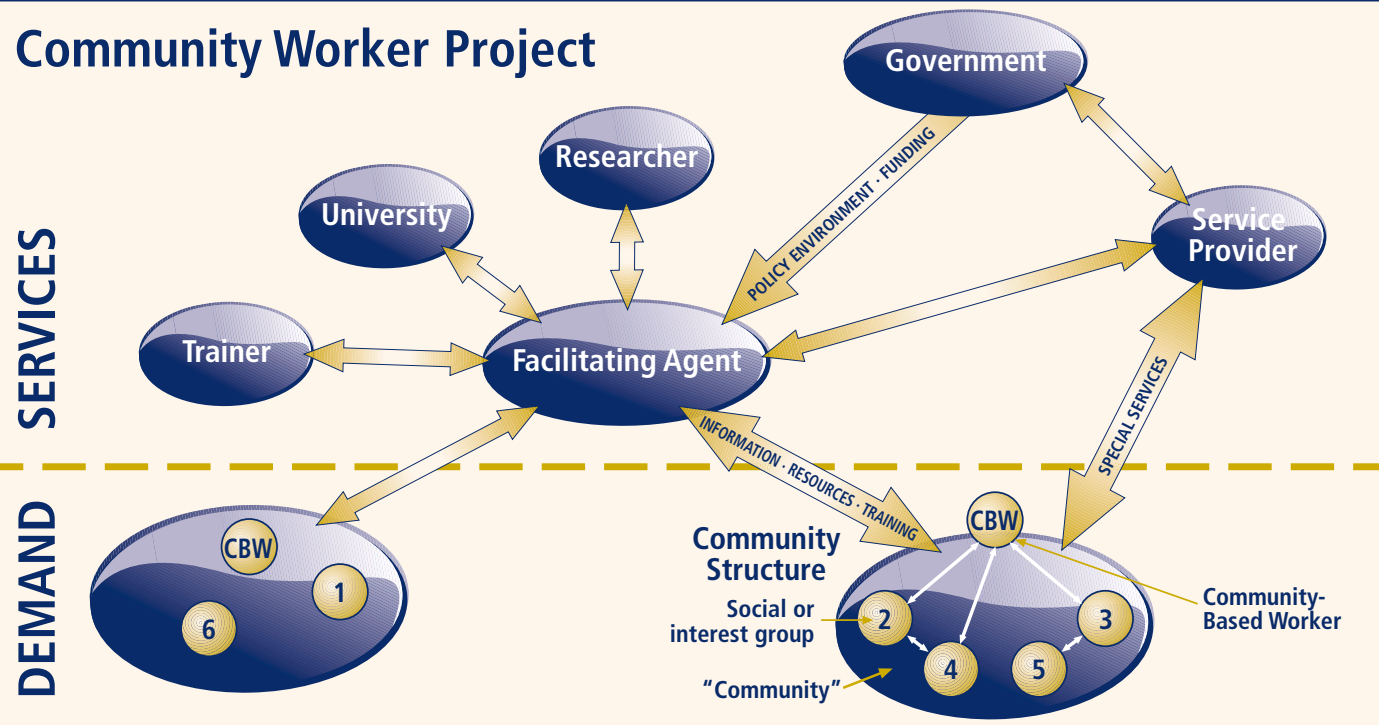 Community Worker Project
Government
Researcher
University
Service
Provider
POLICY ENVIRONMENT · FUNDING
SERVICES
Trainer
Facilitating Agent
SPECIAL SERVICES
INFORMATION · RESOURCES · TRAINING
DEMAND
CBW
1
6
Community
Structure
CBW
Social or
interest group
Community-
Based Worker
2
3
4
5
“Community”